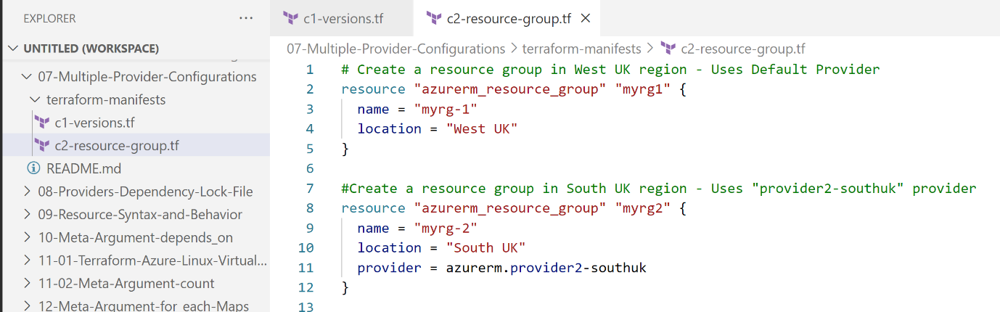 EXPLORER
...
UNTITLED (WORKSPACE)
07-Multiple-Provider-Configurations
terraform-manifests
c1-versions.tf
c2-resource-group.tf
README.md
08-Providers-Dependency-Lock-File
09-Resource-Syntax-and-Behavior
10-Meta-Argument-depends_on
11-01-Terraform-Azure-Linux-Virtual...
11-02-Meta-Argument-count
12-Meta-Argument-for_each-Maps
c1-versions.tf
c2-resource-group.tf
07-Multiple-Provider-Configurations > terraform-manifests > c2-resource-group.tf
1 # Create a resource group in West UK region - Uses Default Provider
2 resource "azurerm_resource_group" "myrg1" {
3 name = "myrg-1"
4 location = "West UK"
5 }
6
7 #Create a resource group in South UK region - Uses "provider2-southuk" provider
8 resource "azurerm_resource_group" "myrg2" {
9 name = "myrg-2"
10 location = "South UK"
11 provider = azurerm.provider2-southuk
12 }
13